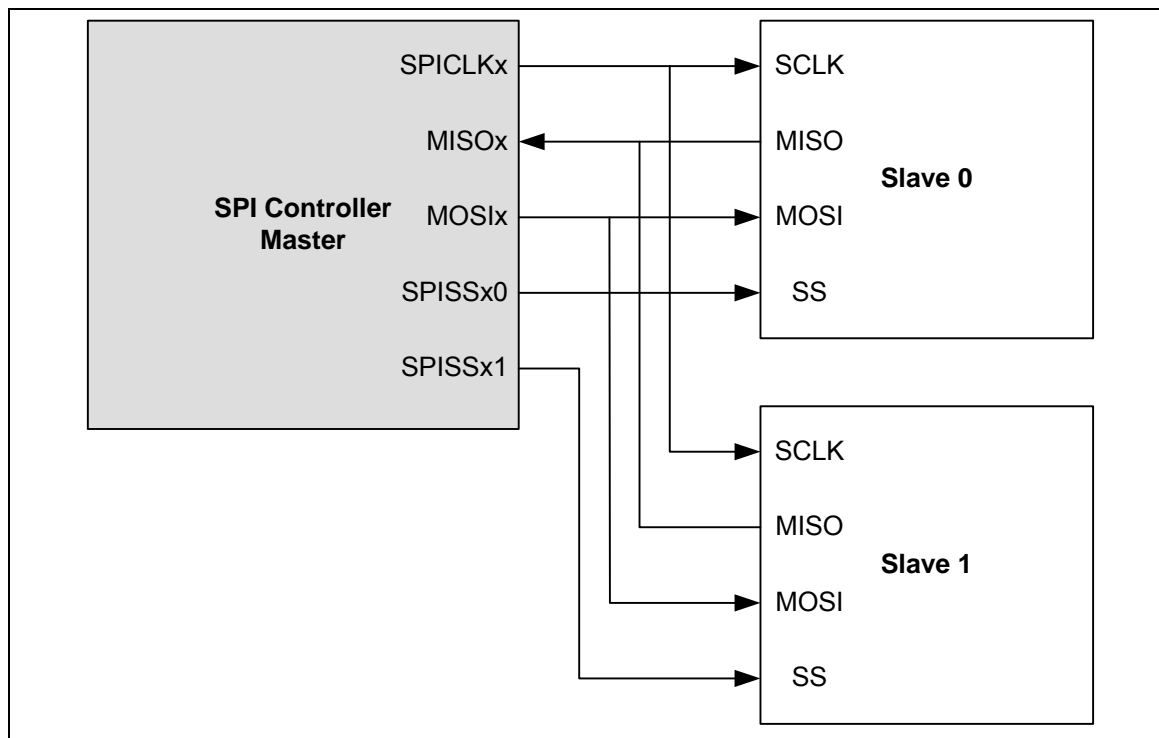 SPI Controller
Master
SPICLKx
MISOx
MOSIx
SPISSx0
SPISSx1
SCLK
MISO
MOSI
SS
Slave 0
SCLK
MISO
MOSI
SS
Slave 1